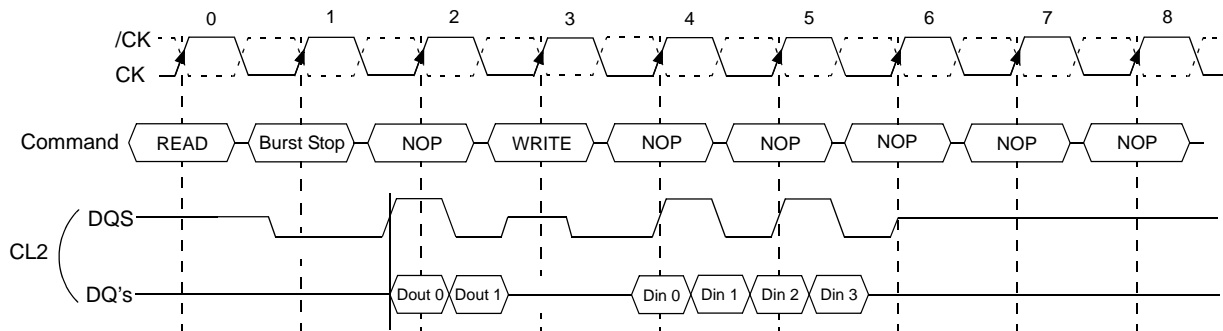 0 1 2 3 4 5 6 7 8
/CK
CK
Command READ Burst Stop NOP WRITE NOP NOP NOP NOP NOP
DQS
CL2
DQ's Dout 0 Dout 1 Din 0 Din 1 Din 2 Din 3